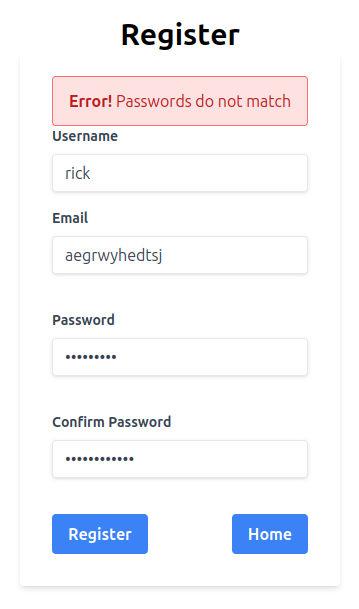 Register
Error! Passwords do not match
Username
rick
Email
aegrwyhedtsj
Password
•••••••••
Confirm Password
••••••••••••
Register Home